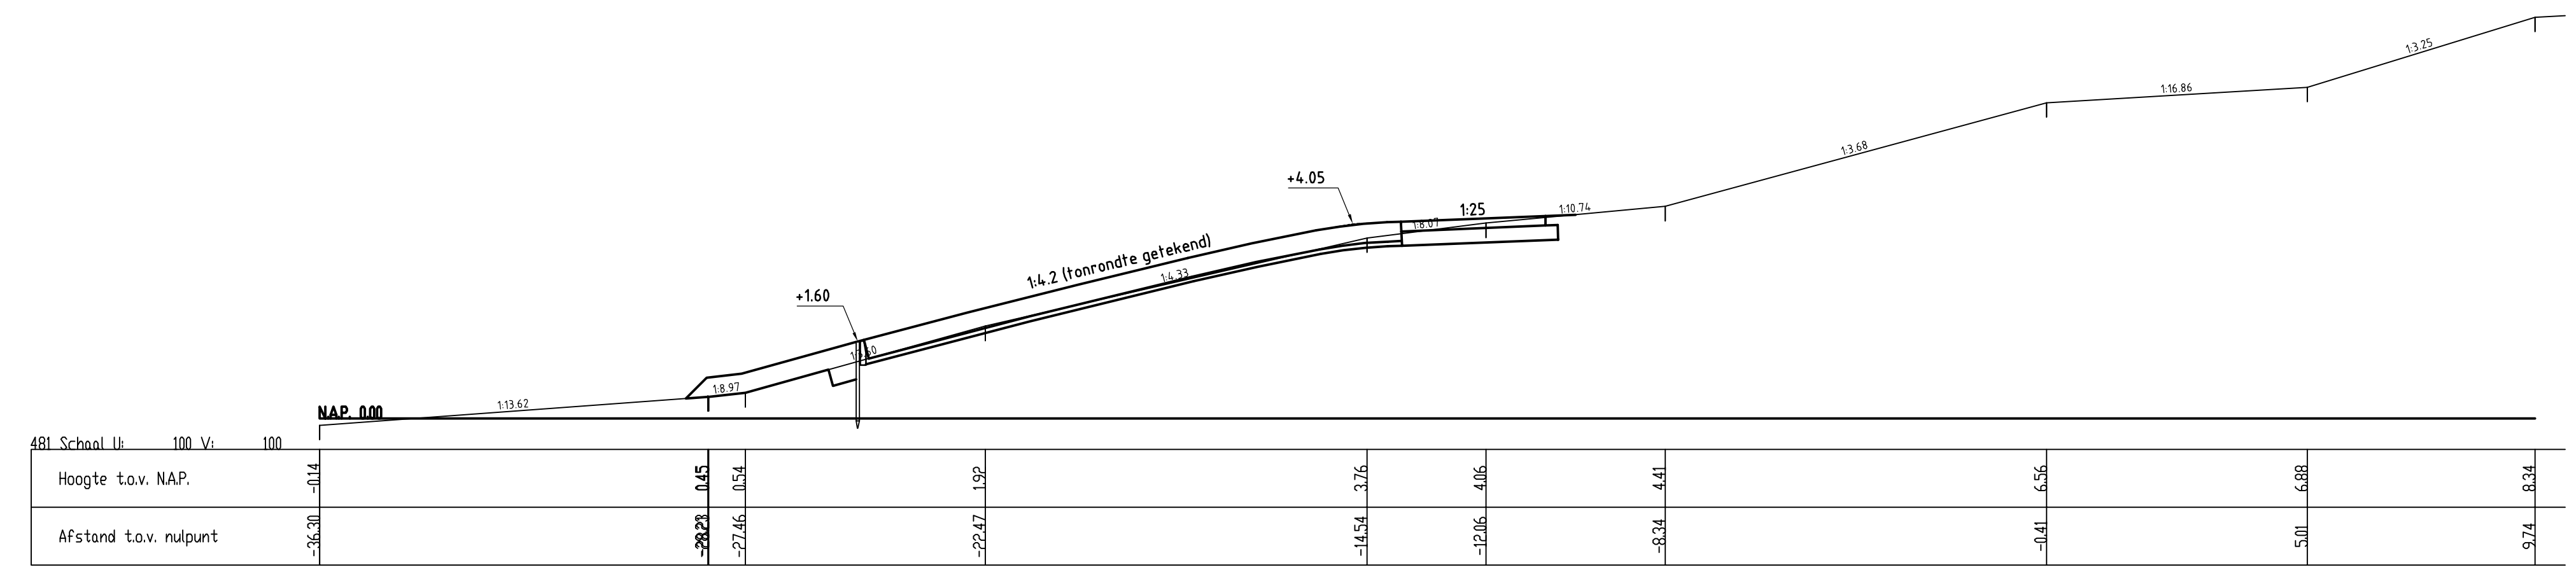 1:3.25
1:16.86
1:3.68
+4.05
1:25
1:10.74
1:8.07
1:4.2 (tonrondte getekend)
1:4.33
+1.60
1:8.97
1:13.62
N.A.P. 0.00
481 Schaal U: 100 V: 100
Hoogte t.o.v. N.A.P. -0.14 0.45 0.54 1.92 3.76 4.06 4.41 6.56 6.88 8.34
Afstand t.o.v. nulpunt -36.30 -27.46 -22.47 -14.54 -12.06 -8.34 -0.41 5.01 9.74